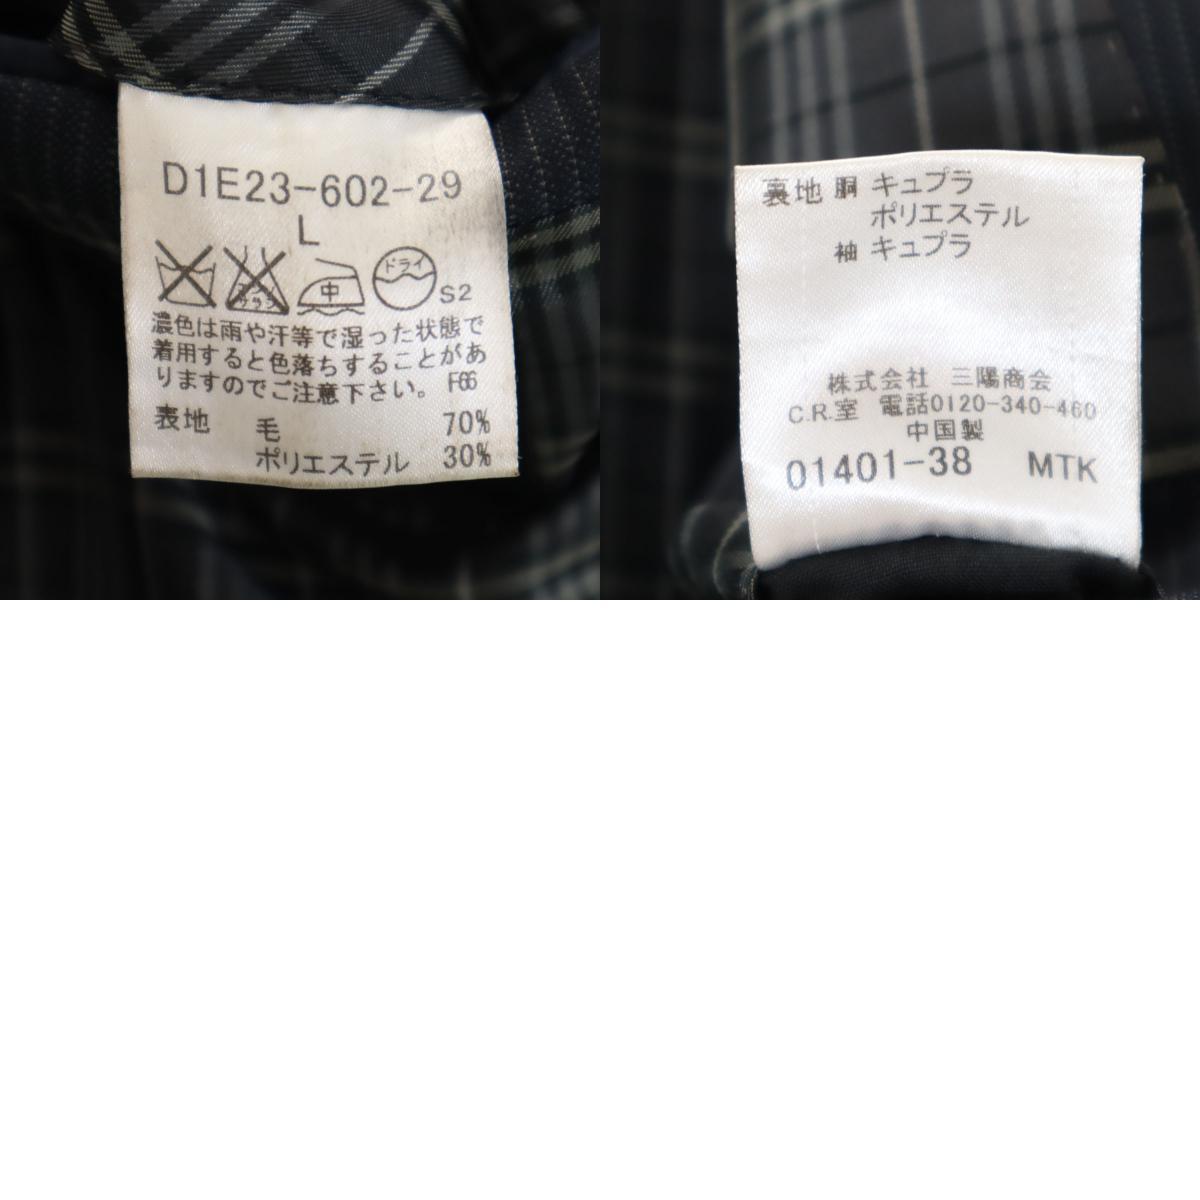 D1E23-602-29
L
中 ドライ S2
濃色は雨や汗等で湿った状態で
着用すると色落ちすることがあ
りますのでご注意下さい。 F66
表地 毛 70%
ポリエステル 30%
裏地 胴 キュプラ
ポリエステル
袖 キュプラ
株式会社 三陽商会
C.R.室 電話0120-340-460
中国製
01401-38 MTK